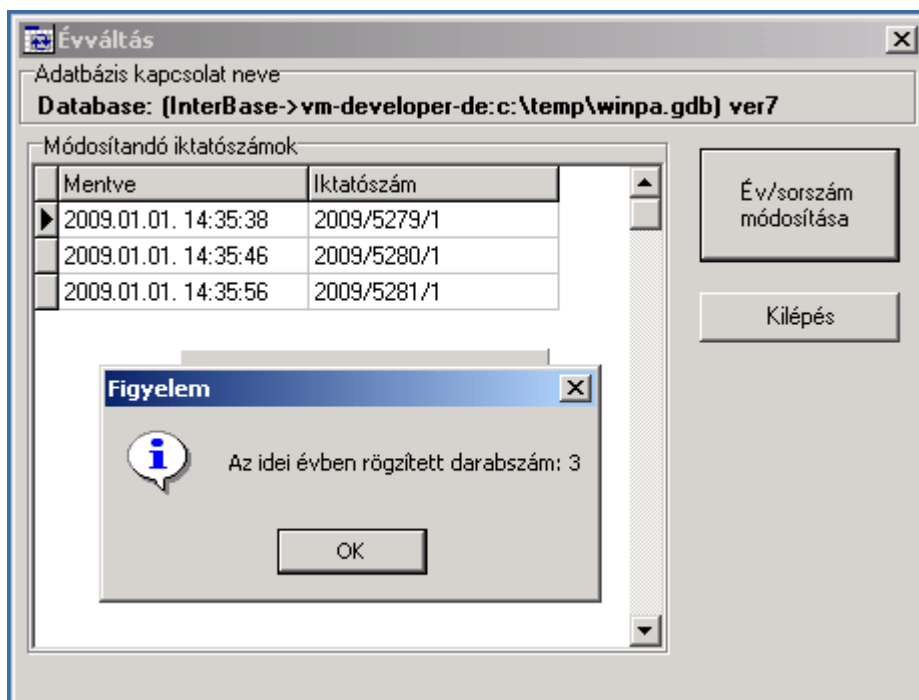 Évváltás
Adatbázis kapcsolat neve
Database: (InterBase->vm-developer-de:c:\temp\winpa.gdb) ver7
Módosítandó iktatószámok
Mentve Iktatószám
2009.01.01. 14:35:38 2009/5279/1
2009.01.01. 14:35:46 2009/5280/1
2009.01.01. 14:35:56 2009/5281/1
Év/sorszám
módosítása
Kilépés
Figyelem
Az idei évben rögzített darabszám: 3
OK